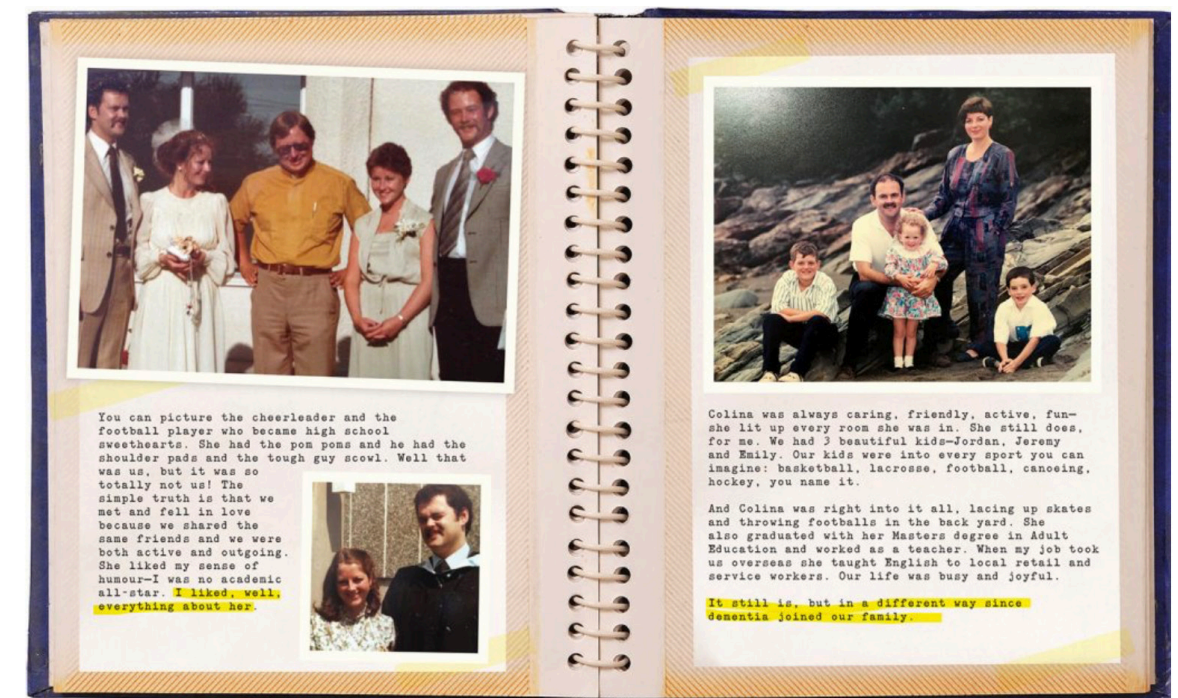 You can picture the cheerleader and the
football player who became high school
sweethearts. She had the pom poms and he had the
shoulder pads and the tough guy scowl. Well that
was us, but it was so
totally not us! The
simple truth is that we
met and fell in love
because we shared the
same friends and we were
both active and outgoing.
She liked my sense of
humour—I was no academic
all-star. I liked, well,
everything about her.
Colina was always caring, friendly, active, fun—
she lit up every room she was in. She still does,
for me. We had 3 beautiful kids—Jordan, Jeremy
and Emily. Our kids were into every sport you can
imagine: basketball, lacrosse, football, canoeing,
hockey, you name it.
And Colina was right into it all, lacing up skates
and throwing footballs in the back yard. She
also graduated with her Masters degree in Adult
Education and worked as a teacher. When my job took
us overseas she taught English to local retail and
service workers. Our life was busy and joyful.
It still is, but in a different way since
dementia joined our family.